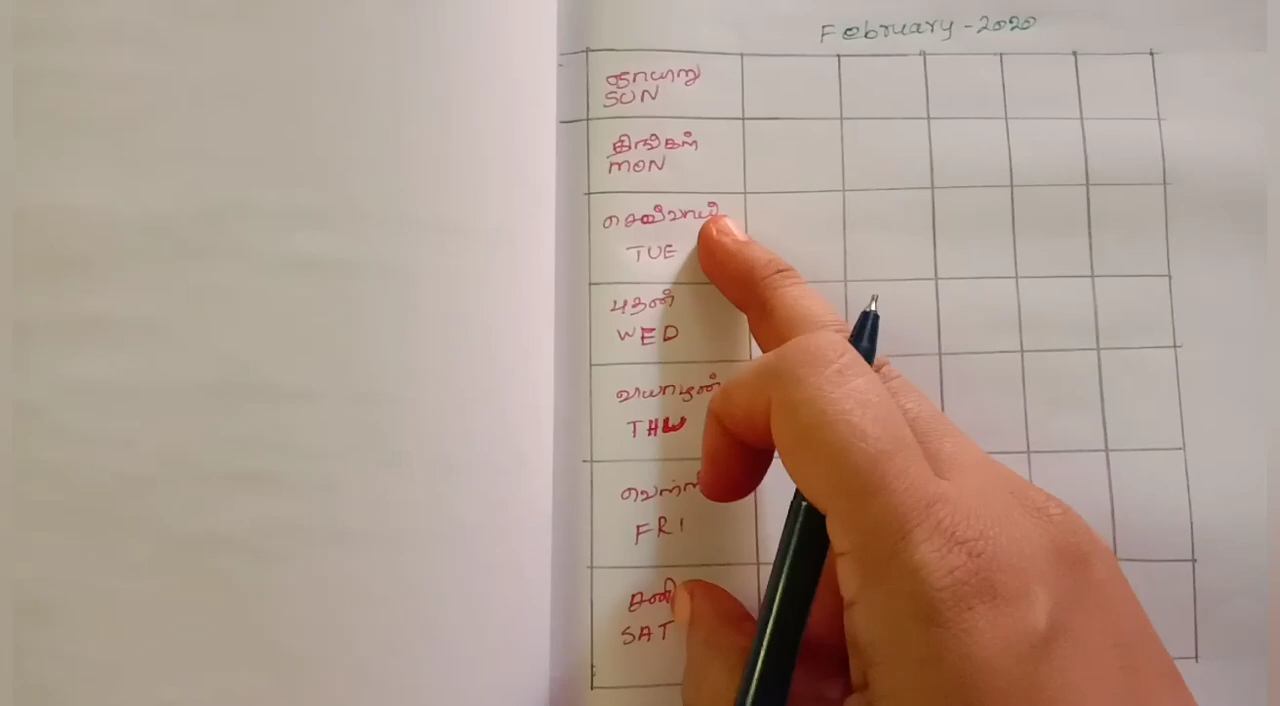 February - 2020
ஞாயிறு
SUN
திங்கள்
MON
செவ்வாய்
TUE
புதன்
WED
வியாழன்
THU
வெள்ளி
FRI
சனி
SAT